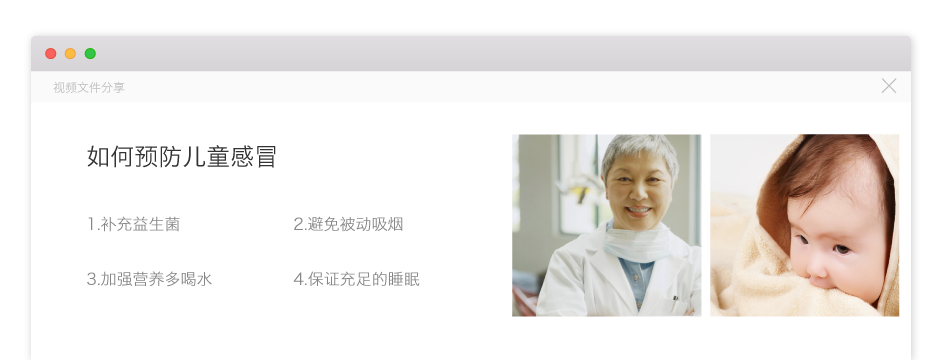 视频文件分享
如何预防儿童感冒
1.补充益生菌
2.避免被动吸烟
3.加强营养多喝水
4.保证充足的睡眠